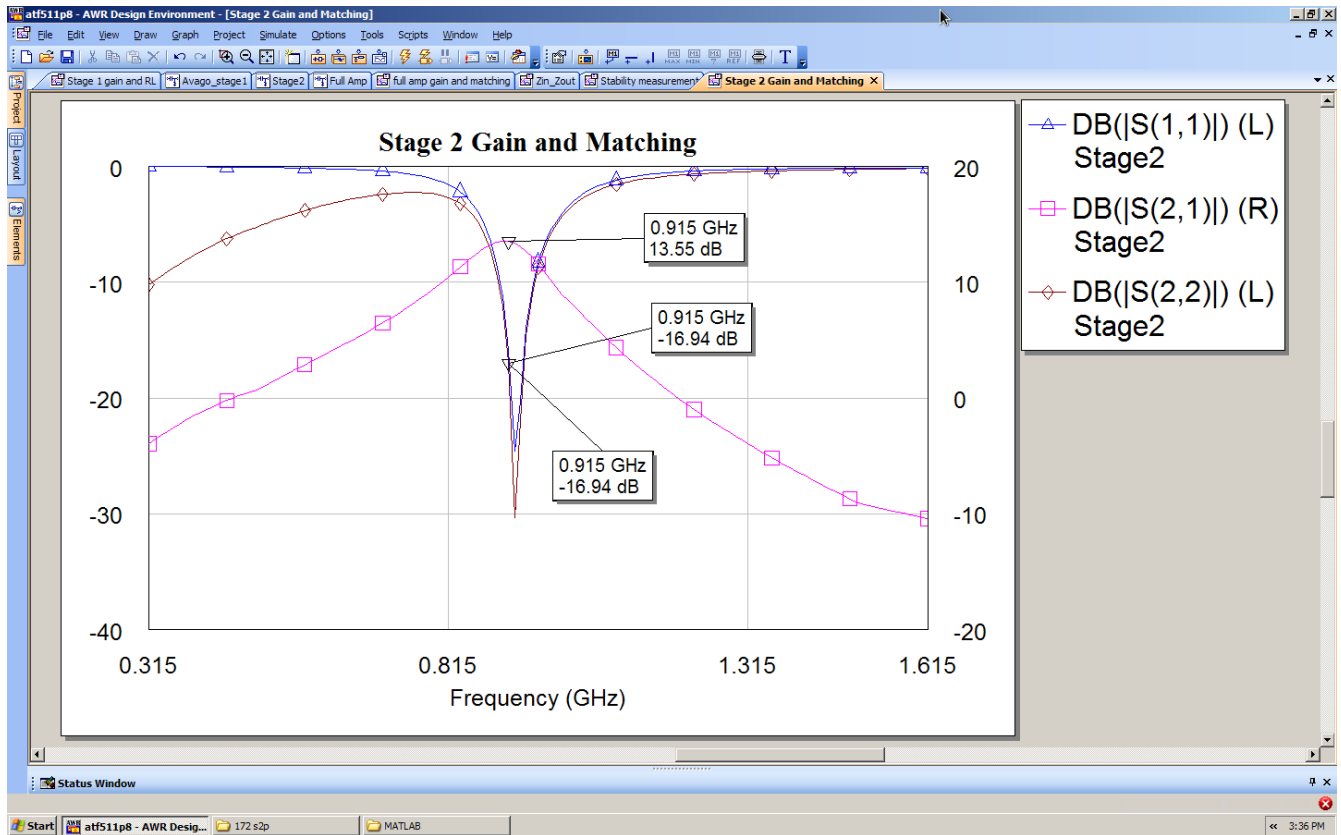 atf511p8 - AWR Design Environment - [Stage 2 Gain and Matching]
File Edit View Draw Graph Project Simulate Options Tools Scripts Window Help
Stage 1 gain and RL Avago_stage1 Stage2 Full Amp full amp gain and matching Zin_Zout Stability measurement Stage 2 Gain and Matching
Project
Layout
Elements
Stage 2 Gain and Matching
0
-10
-20
-30
-40
20
10
0
-10
-20
0.915 GHz
13.55 dB
0.915 GHz
-16.94 dB
0.915 GHz
-16.94 dB
0.315 0.815 1.315 1.615
Frequency (GHz)
DB(|S(1,1)|) (L)
Stage2
DB(|S(2,1)|) (R)
Stage2
DB(|S(2,2)|) (L)
Stage2
Status Window
Start atf511p8 - AWR Desig... 172 s2p MATLAB 3:36 PM